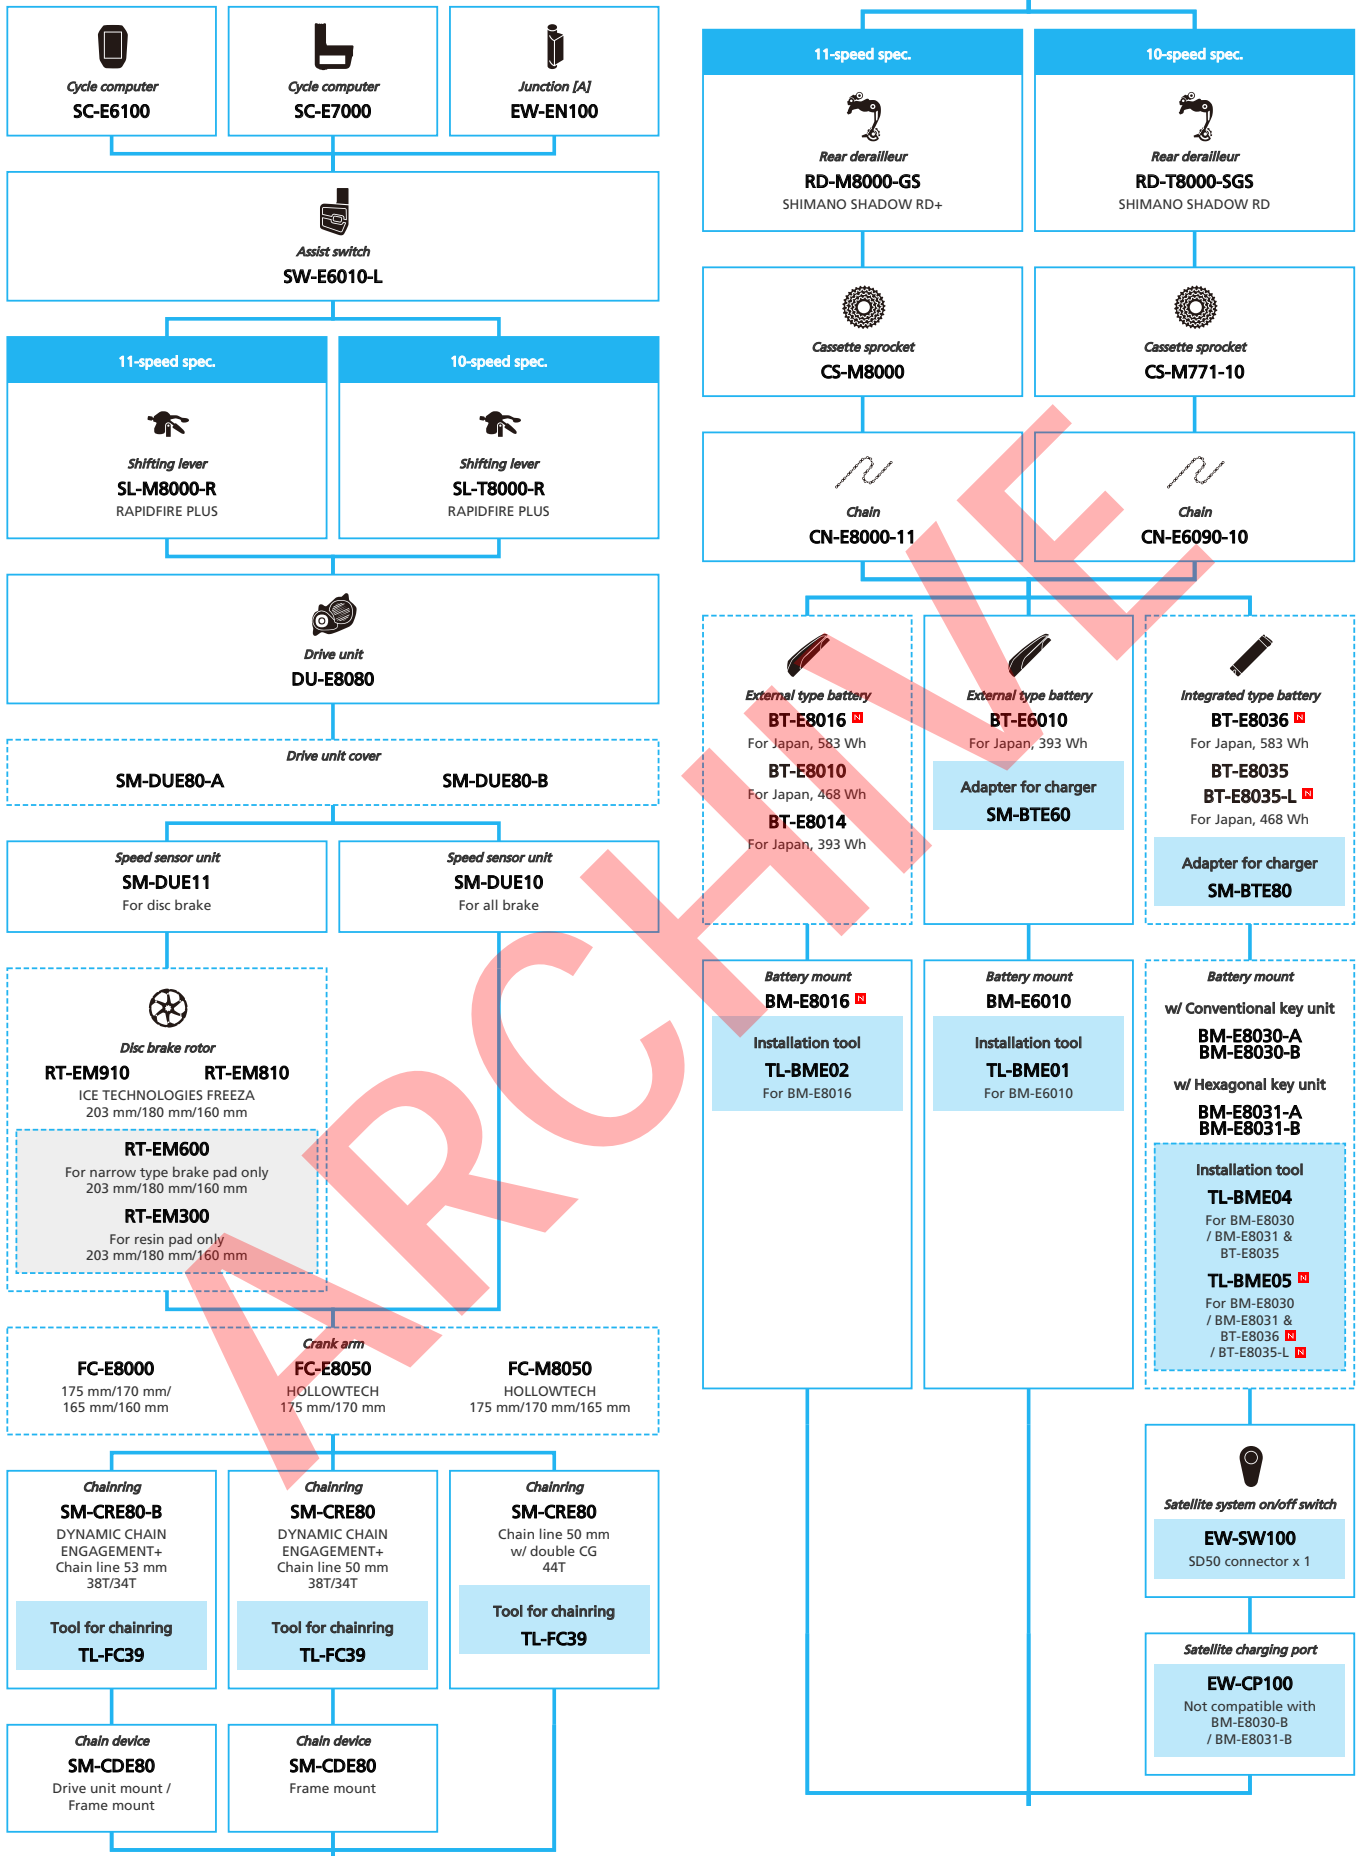 Cycle computer
SC-E6100
Cycle computer
SC-E7000
Junction [A]
EW-EN100
Assist switch
SW-E6010-L
11-speed spec.
Shifting lever
SL-M8000-R
RAPIDFIRE PLUS
10-speed spec.
Shifting lever
SL-T8000-R
RAPIDFIRE PLUS
Drive unit
DU-E8080
Drive unit cover
SM-DUE80-A
SM-DUE80-B
Speed sensor unit
SM-DUE11
For disc brake
Speed sensor unit
SM-DUE10
For all brake
Disc brake rotor
RT-EM910 RT-EM810
ICE TECHNOLOGIES FREEZA
203 mm/180 mm/160 mm
RT-EM600
For narrow type brake pad only
203 mm/180 mm/160 mm
RT-EM300
For resin pad only
203 mm/180 mm/160 mm
Crank arm
FC-E8000
175 mm/170 mm/
165 mm/160 mm
FC-E8050
HOLLOWTECH
175 mm/170 mm
FC-M8050
HOLLOWTECH
175 mm/170 mm/165 mm
Chainring
SM-CRE80-B
DYNAMIC CHAIN
ENGAGEMENT+
Chain line 53 mm
38T/34T
Tool for chainring
TL-FC39
Chainring
SM-CRE80
DYNAMIC CHAIN
ENGAGEMENT+
Chain line 50 mm
38T/34T
Tool for chainring
TL-FC39
Chainring
SM-CRE80
Chain line 50 mm
w/ double CG
44T
Tool for chainring
TL-FC39
Chain device
SM-CDE80
Drive unit mount /
Frame mount
Chain device
SM-CDE80
Frame mount
11-speed spec.
Rear derailleur
RD-M8000-GS
SHIMANO SHADOW RD+
10-speed spec.
Rear derailleur
RD-T8000-SGS
SHIMANO SHADOW RD
Cassette sprocket
CS-M8000
Cassette sprocket
CS-M771-10
Chain
CN-E8000-11
Chain
CN-E6090-10
External type battery
BT-E8016 N
For Japan, 583 Wh
BT-E8010
For Japan, 468 Wh
BT-E8014
For Japan, 393 Wh
External type battery
BT-E6010
For Japan, 393 Wh
Adapter for charger
SM-BTE60
Integrated type battery
BT-E8036 N
For Japan, 583 Wh
BT-E8035
BT-E8035-L N
For Japan, 468 Wh
Adapter for charger
SM-BTE80
Battery mount
BM-E8016 N
Installation tool
TL-BME02
For BM-E8016
Battery mount
BM-E6010
Installation tool
TL-BME01
For BM-E6010
Battery mount
w/ Conventional key unit
BM-E8030-A
BM-E8030-B
w/ Hexagonal key unit
BM-E8031-A
BM-E8031-B
Installation tool
TL-BME04
For BM-E8030
/ BM-E8031 &
BT-E8035
TL-BME05 N
For BM-E8030
/ BM-E8031 &
BT-E8036 N
/ BT-E8035-L N
Satellite system on/off switch
EW-SW100
SD50 connector x 1
Satellite charging port
EW-CP100
Not compatible with
BM-E8030-B
/ BM-E8031-B
ARCHIVE